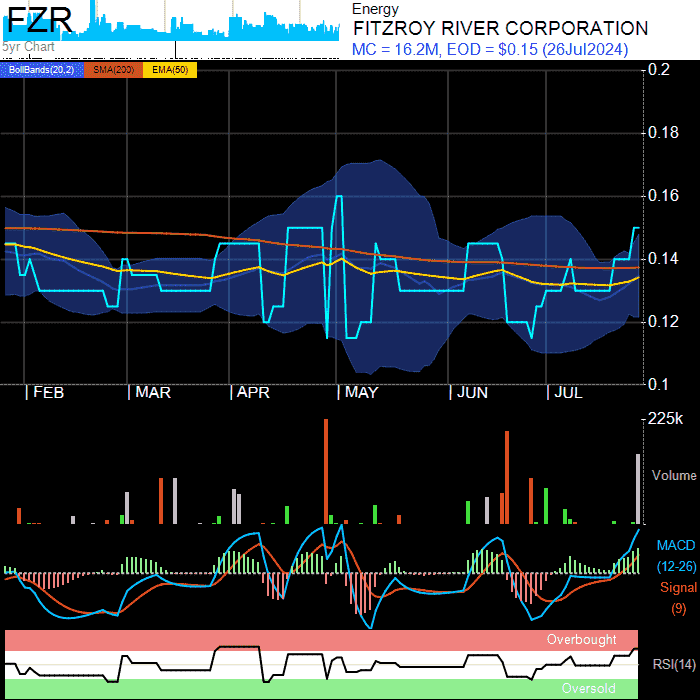 FZR
5yr Chart
Energy
FITZROY RIVER CORPORATION
MC = 16.2M, EOD = $0.15 (26Jul2024)
BollBands(20,2) SMA(200) EMA(50)
0.2
0.18
0.16
0.14
0.12
0.1
FEB MAR APR MAY JUN JUL
225k
Volume
MACD
(12-26)
Signal
(9)
Overbought
RSI(14)
Oversold